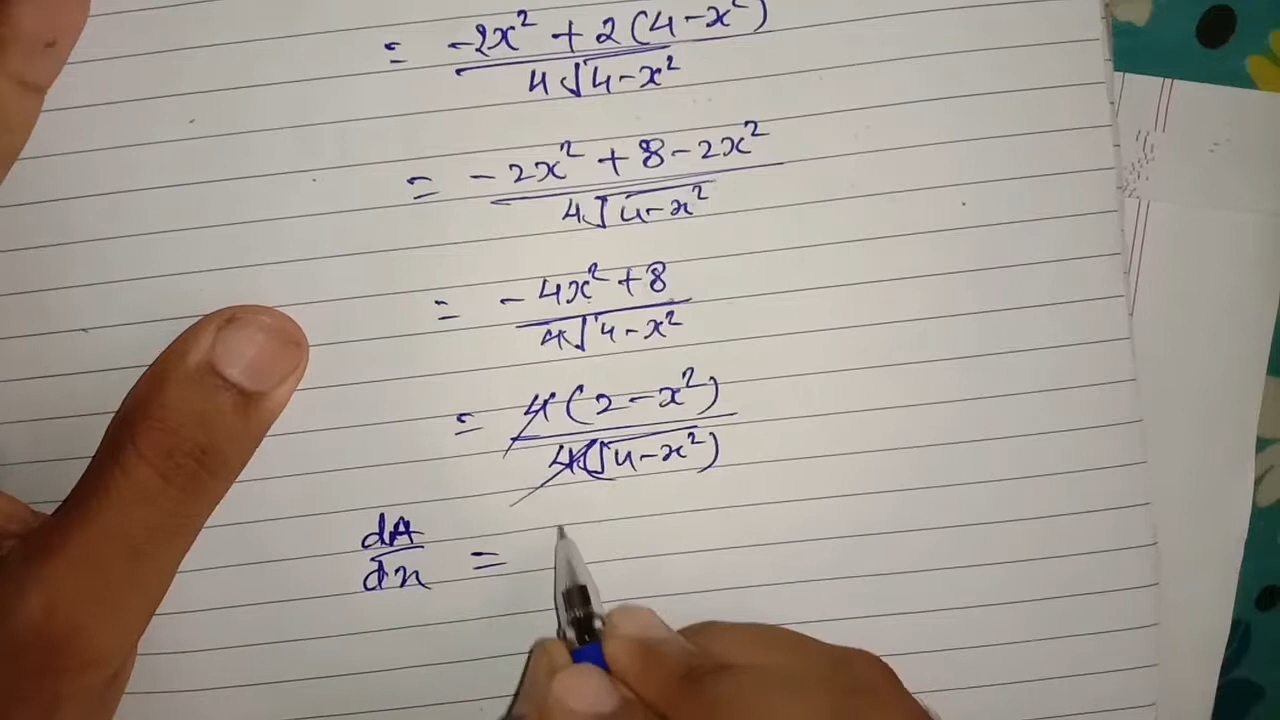 = -2x² + 2(4-x²) / 4√4-x²
= -2x² + 8 - 2x² / 4√4-x²
= -4x² + 8 / 4√4-x²
= 4(2-x²) / 4(√4-x²)
dA/dx =